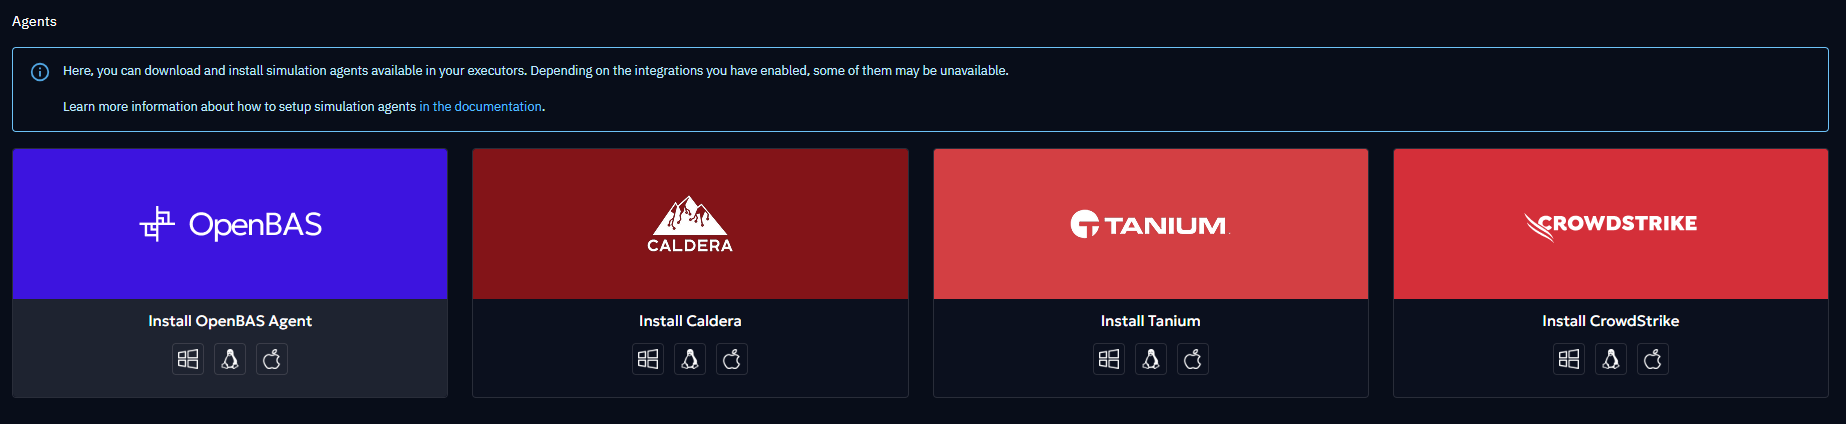 Agents
Here, you can download and install simulation agents available in your executors. Depending on the integrations you have enabled, some of them may be unavailable.
Learn more information about how to setup simulation agents in the documentation.
OpenBAS
CALDERA
TANIUM
CROWDSTRIKE
Install OpenBAS Agent
Install Caldera
Install Tanium
Install CrowdStrike